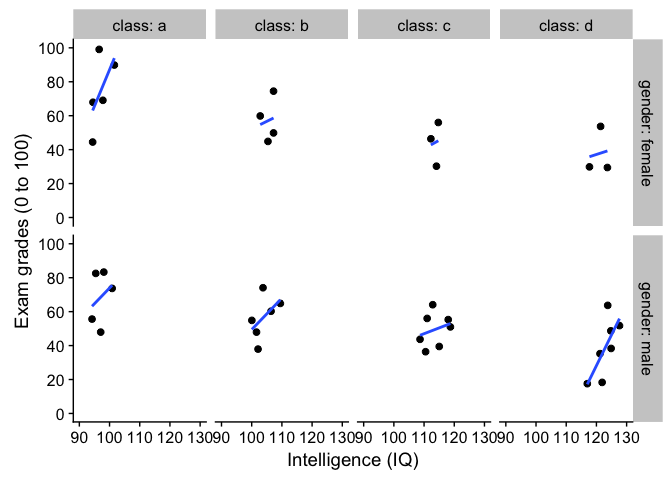 class: a class: b class: c class: d
Exam grades (0 to 100)
100
80
60
40
20
0
gender: female
100
80
60
40
20
0
gender: male
90 100 110 120 130 90 100 110 120 130 90 100 110 120 130 90 100 110 120 130
Intelligence (IQ)